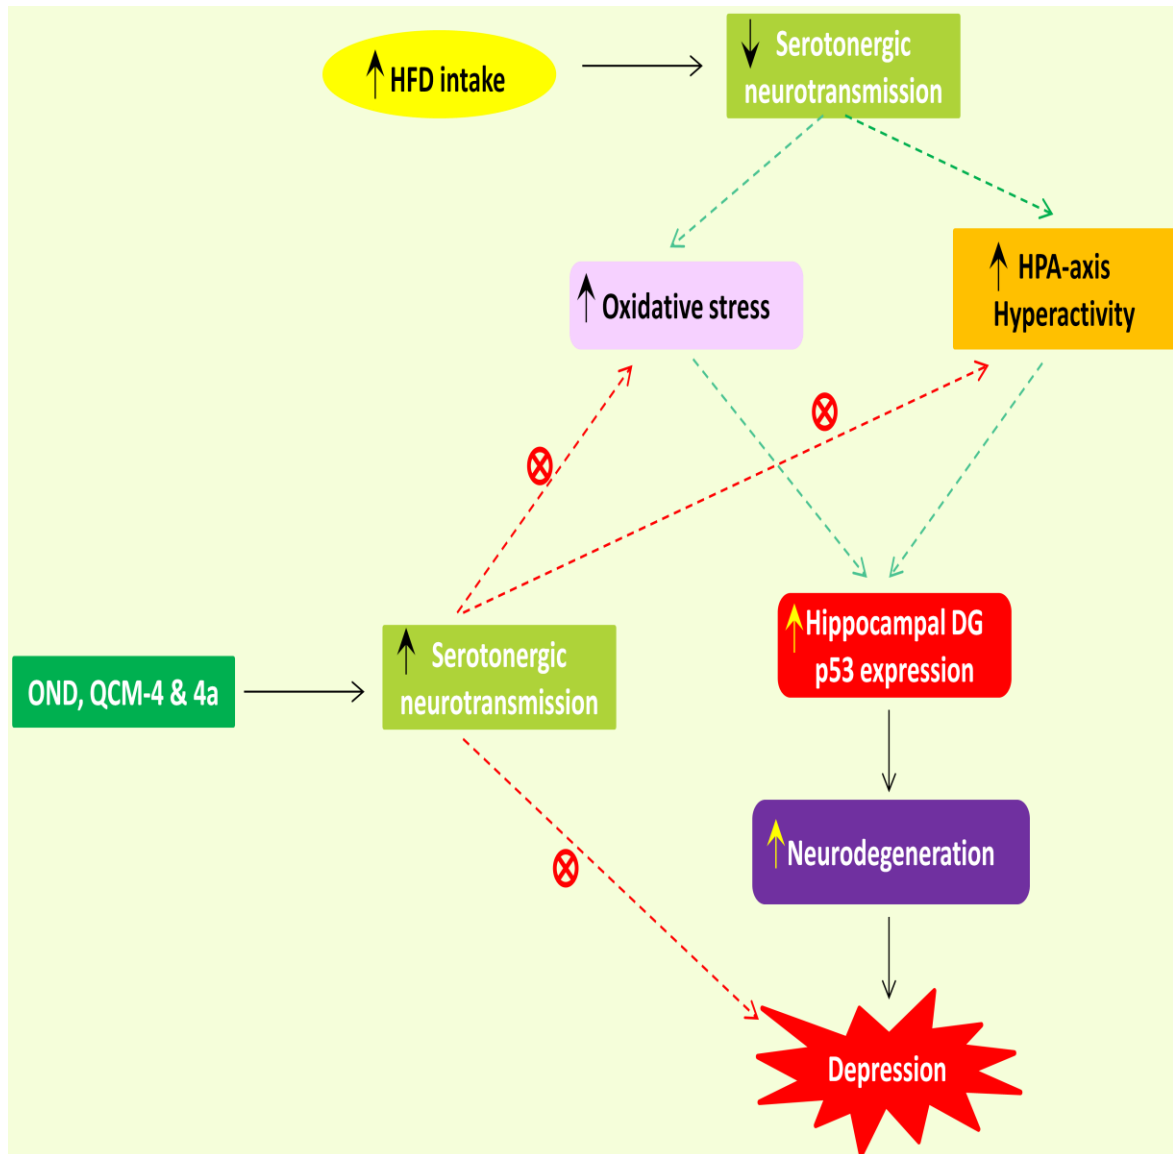 HFD intake
Serotonergic
neurotransmission
Oxidative stress
HPA-axis
Hyperactivity
Hippocampal DG
p53 expression
OND, QCM-4 & 4a
Serotonergic
neurotransmission
Neurodegeneration
Depression